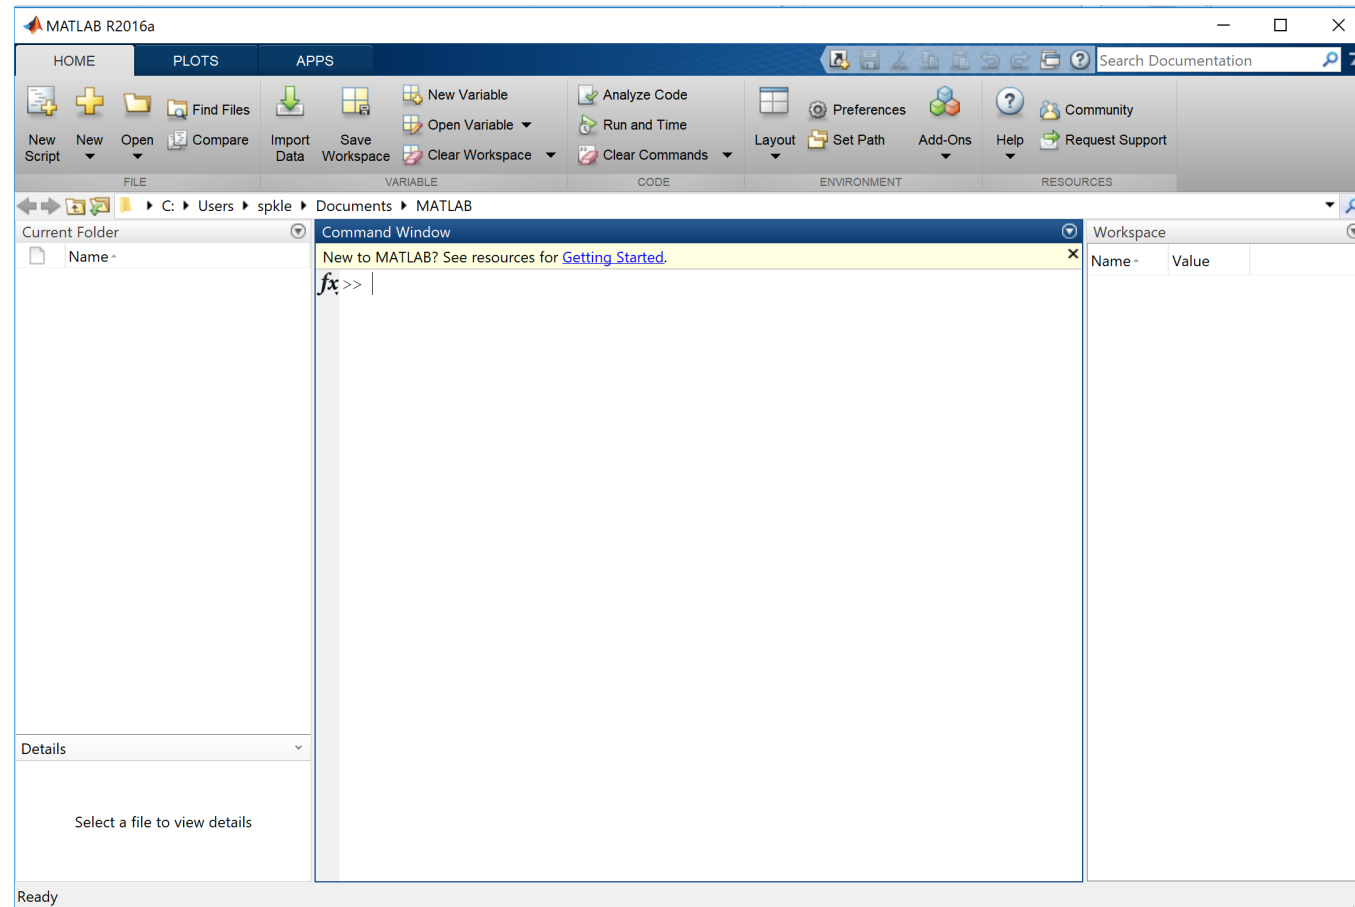 MATLAB R2016a
HOME PLOTS APPS
Search Documentation
New Script
New
Open
Find Files
Compare
Import Data
Save Workspace
New Variable
Open Variable
Clear Workspace
Analyze Code
Run and Time
Clear Commands
Layout
Preferences
Set Path
Add-Ons
Help
Community
Request Support
FILE VARIABLE CODE ENVIRONMENT RESOURCES
C: Users spkle Documents MATLAB
Current Folder
Name
Command Window
New to MATLAB? See resources for Getting Started.
fx >>
Workspace
Name Value
Details
Select a file to view details
Ready